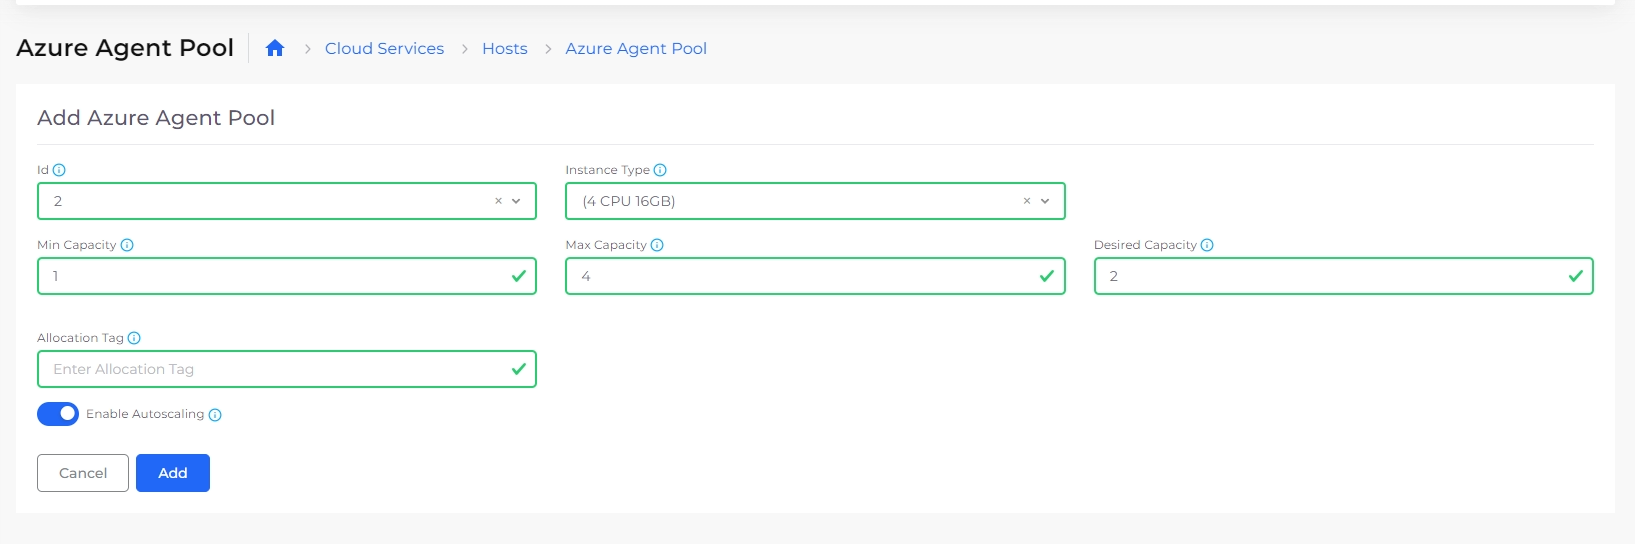 Azure Agent Pool
Cloud Services
Hosts
Azure Agent Pool
Add Azure Agent Pool
Id
Instance Type
2
(4 CPU 16GB)
Min Capacity
Max Capacity
Desired Capacity
1
4
2
Allocation Tag
Enter Allocation Tag
Enable Autoscaling
Cancel
Add